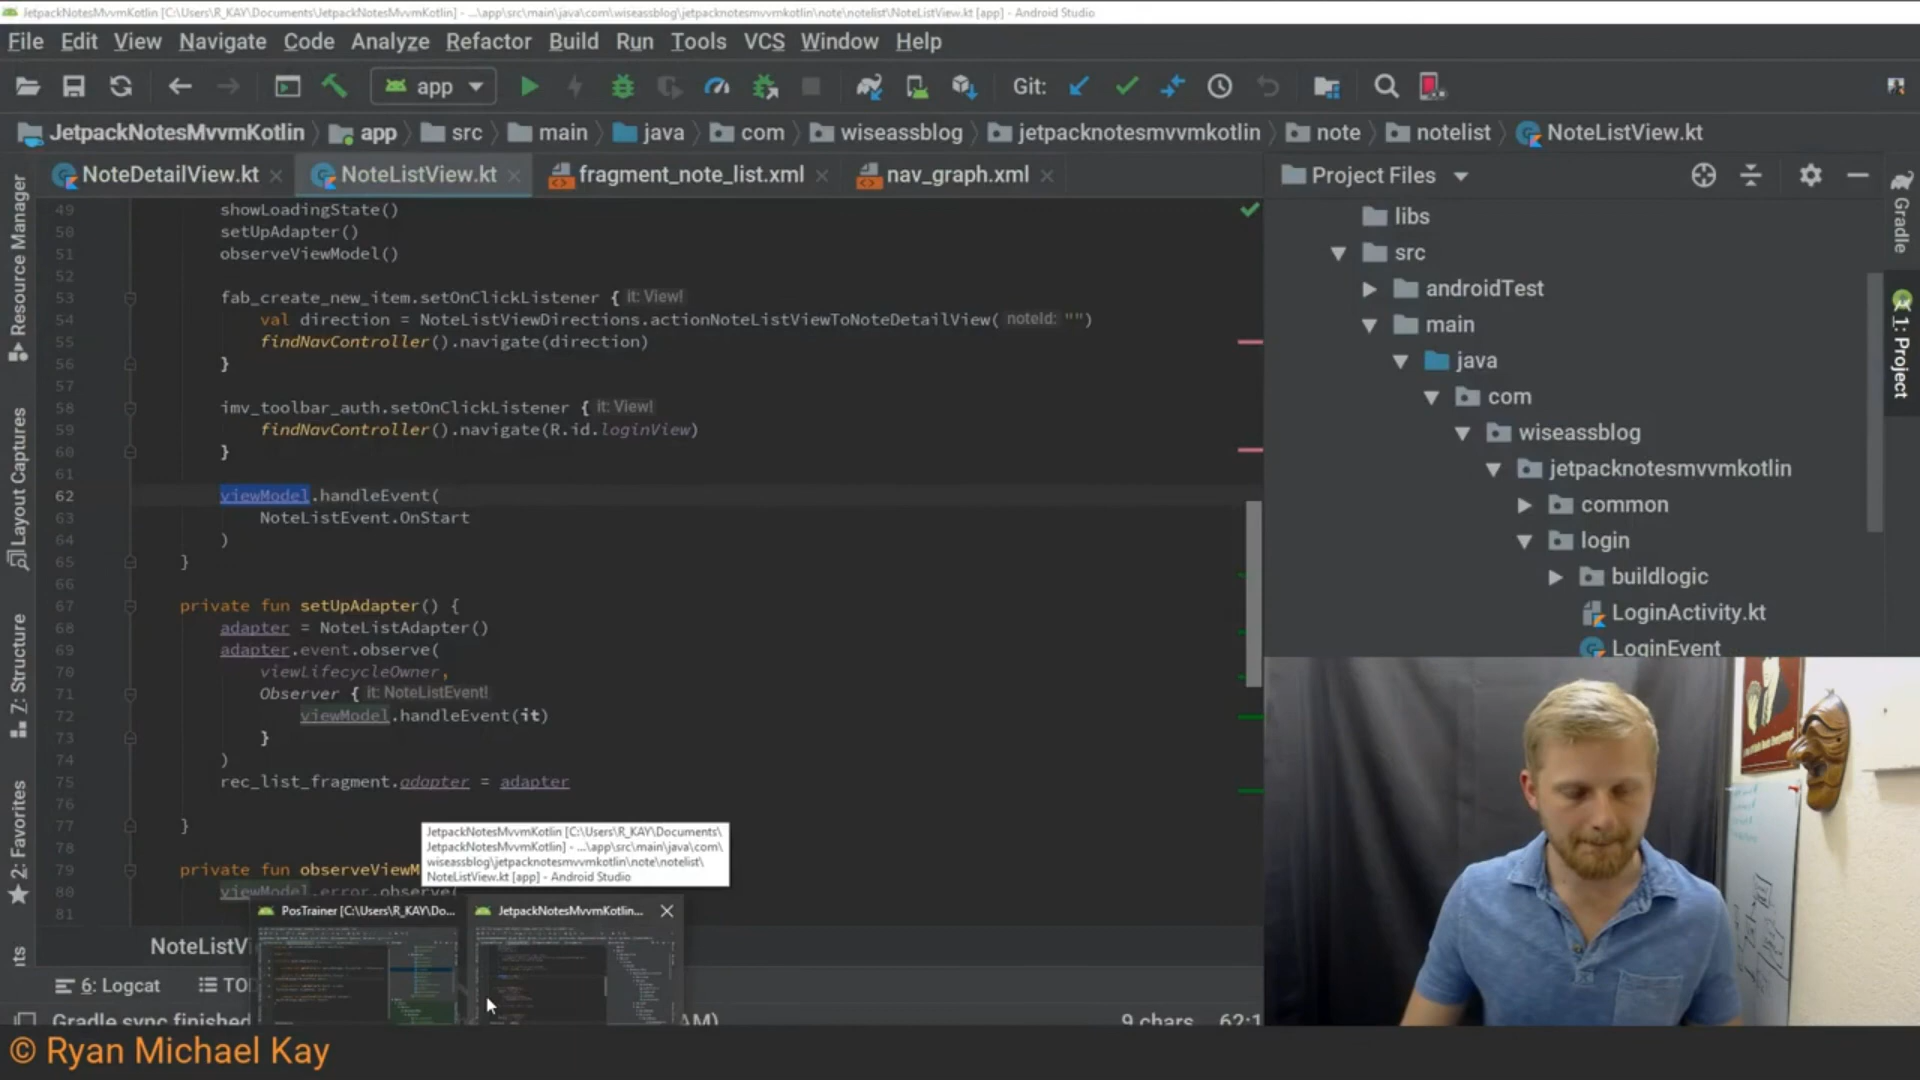 JetpackNotesMvvmKotlin [C:\Users\R_KAY\Documents\JetpackNotesMvvmKotlin] - ...\app\src\main\java\com\wiseassblog\jetpacknotesmvvmkotlin\note\notelist\NoteListView.kt [app] - Android Studio
File Edit View Navigate Code Analyze Refactor Build Run Tools VCS Window Help
app Git:
JetpackNotesMvvmKotlin app src main java com wiseassblog jetpacknotesmvvmkotlin note notelist NoteListView.kt
NoteDetailView.kt NoteListView.kt fragment_note_list.xml nav_graph.xml
49 showLoadingState()
50 setUpAdapter()
51 observeViewModel()
52
53 fab_create_new_item.setOnClickListener { it: View!
54 val direction = NoteListViewDirections.actionNoteListViewToNoteDetailView( noteId: "")
55 findNavController().navigate(direction)
56 }
57
58 imv_toolbar_auth.setOnClickListener { it: View!
59 findNavController().navigate(R.id.loginView)
60 }
61
62 viewModel.handleEvent(
63 NoteListEvent.OnStart
64 )
65 }
66
67 private fun setUpAdapter() {
68 adapter = NoteListAdapter()
69 adapter.event.observe(
70 viewLifecycleOwner,
71 Observer { it: NoteListEvent!
72 viewModel.handleEvent(it)
73 }
74 )
75 rec_list_fragment.adapter = adapter
76
77 }
78
79 private fun observeViewM
80 viewModel.error.observe(
81
JetpackNotesMvvmKotlin [C:\Users\R_KAY\Documents\
JetpackNotesMvvmKotlin] - ...\app\src\main\java\com\
wiseassblog\jetpacknotesmvvmkotlin\note\notelist\
NoteListView.kt [app] - Android Studio
PosTrainer [C:\Users\R_KAY\Do... JetpackNotesMvvmKotlin...
NoteListVi
6: Logcat TO
Gradle sync finished AM) 9 chars 62:1
Resource Manager
Layout Captures
7: Structure
2: Favorites
ts
Project Files
libs
src
androidTest
main
java
com
wiseassblog
jetpacknotesmvvmkotlin
common
login
buildlogic
LoginActivity.kt
LoginEvent
Gradle
1: Project
© Ryan Michael Kay